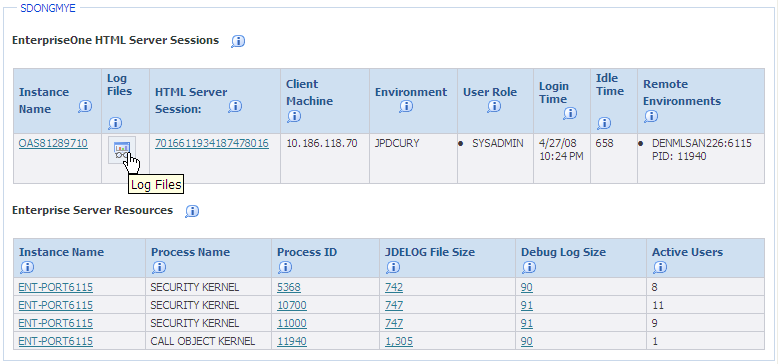 SDONGMYE
EnterpriseOne HTML Server Sessions
Instance Name Log Files HTML Server Session: Client Machine Environment User Role Login Time Idle Time Remote Environments
OAS81289710 7016611934187478016 10.186.118.70 JPDCURY • SYSADMIN 4/27/08 10:24 PM 658 • DENMLSAN226:6115 PID: 11940
Log Files
Enterprise Server Resources
Instance Name Process Name Process ID JDELOG File Size Debug Log Size Active Users
ENT-PORT6115 SECURITY KERNEL 5368 742 90 8
ENT-PORT6115 SECURITY KERNEL 10700 747 91 11
ENT-PORT6115 SECURITY KERNEL 11000 747 91 9
ENT-PORT6115 CALL OBJECT KERNEL 11940 1,305 90 1